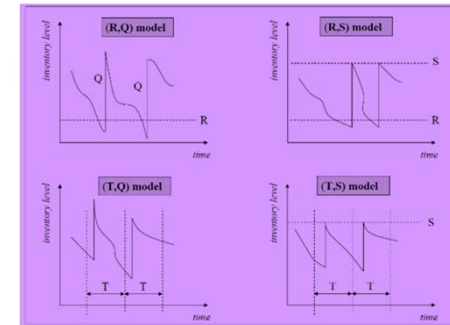 (R,Q) model
inventory level
Q
Q
R
time
(R,S) model
inventory level
S
R
time
(T,Q) model
inventory level
T
T
time
(T,S) model
inventory level
S
T
T
time